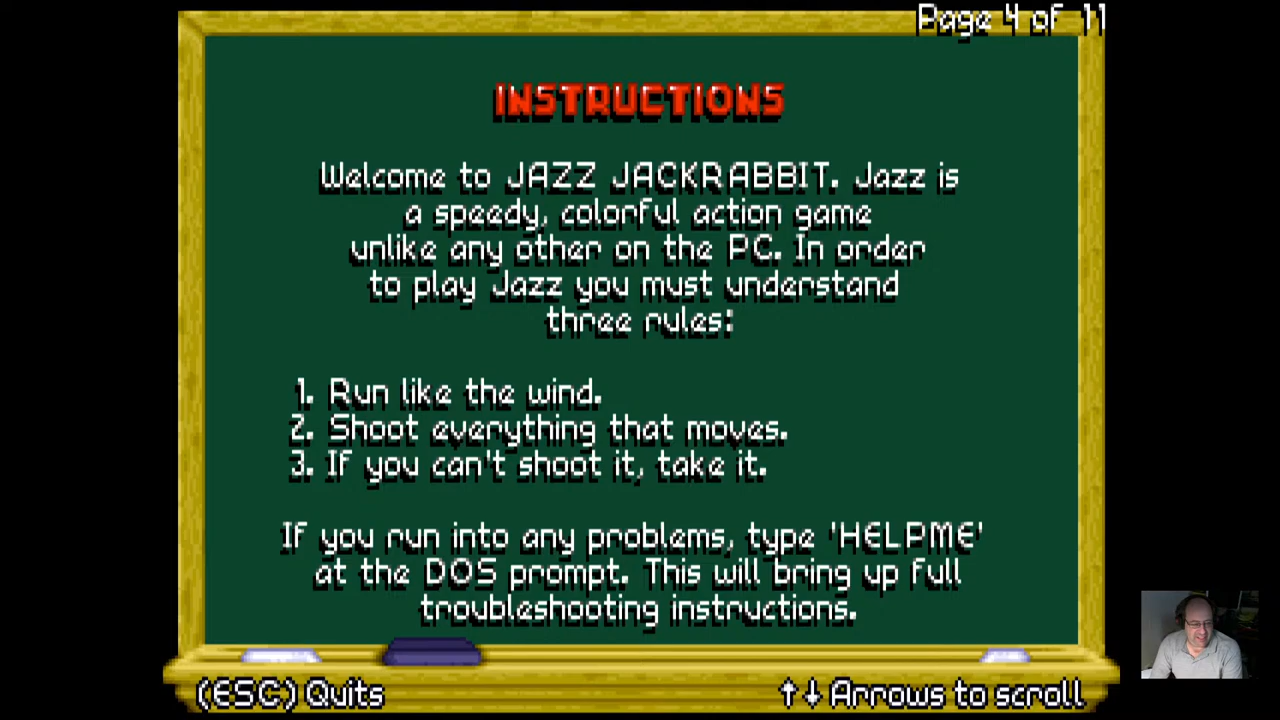 Page 4 of 11
INSTRUCTIONS
Welcome to JAZZ JACKRABBIT. Jazz is
a speedy, colorful action game
unlike any other on the PC. In order
to play Jazz you must understand
three rules:
1. Run like the wind.
2. Shoot everything that moves.
3. If you can't shoot it, take it.
If you run into any problems, type 'HELPME'
at the DOS prompt. This will bring up full
troubleshooting instructions.
(ESC) Quits
↑↓ Arrows to scroll